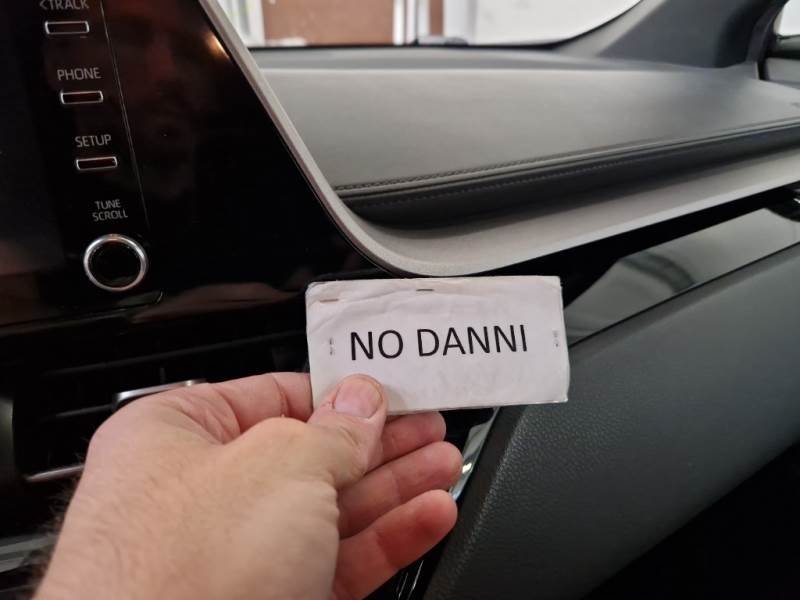 <TRACK
PHONE
SETUP
TUNE
SCROLL
NO DANNI